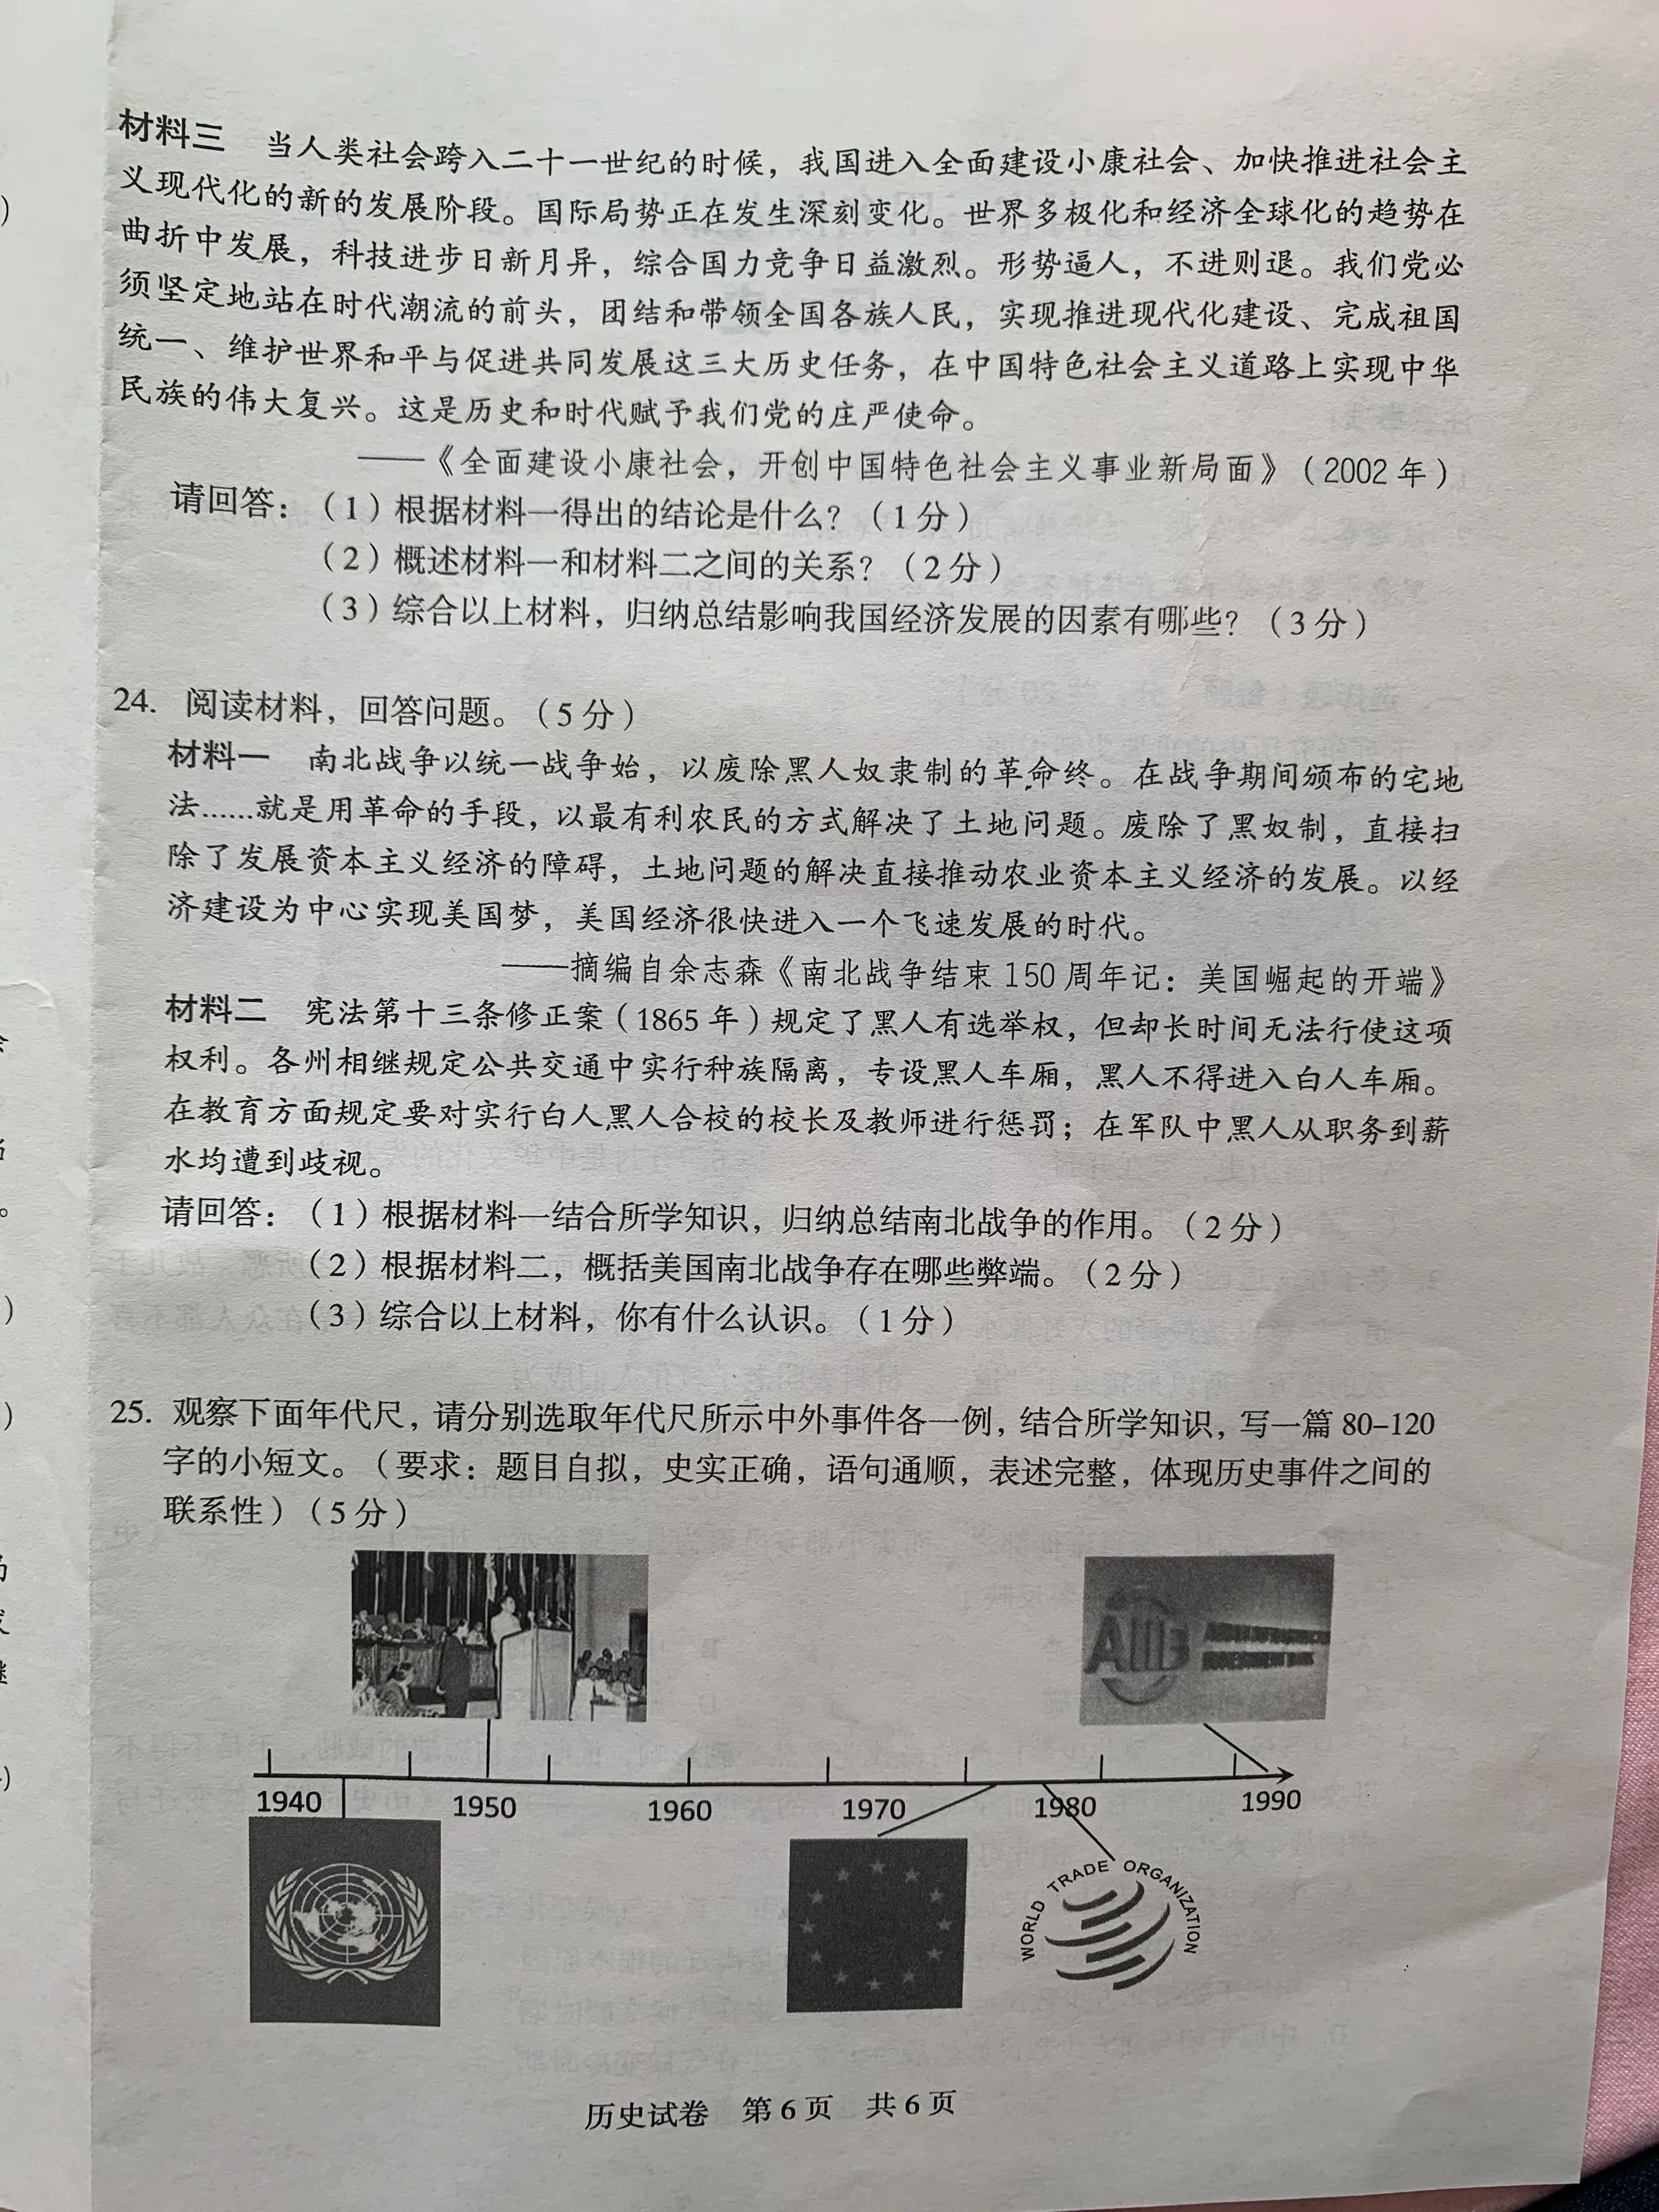 材料三 当人类社会跨入二十一世纪的时候，我国进入全面建设小康社会、加快推进社会主
义现代化的新的发展阶段。国际局势正在发生深刻变化。世界多极化和经济全球化的趋势在
曲折中发展，科技进步日新月异，综合国力竞争日益激烈。形势逼人，不进则退。我们党必
须坚定地站在时代潮流的前头，团结和带领全国各族人民，实现推进现代化建设、完成祖国
统一、维护世界和平与促进共同发展这三大历史任务，在中国特色社会主义道路上实现中华
民族的伟大复兴。这是历史和时代赋予我们党的庄严使命。
——《全面建设小康社会，开创中国特色社会主义事业新局面》（2002年）
请回答：（1）根据材料一得出的结论是什么？（1分）
（2）概述材料一和材料二之间的关系？（2分）
（3）综合以上材料，归纳总结影响我国经济发展的因素有哪些？（3分）
24. 阅读材料，回答问题。（5分）
材料一 南北战争以统一战争始，以废除黑人奴隶制的革命终。在战争期间颁布的宅地
法……就是用革命的手段，以最有利农民的方式解决了土地问题。废除了黑奴制，直接扫
除了发展资本主义经济的障碍，土地问题的解决直接推动农业资本主义经济的发展。以经
济建设为中心实现美国梦，美国经济很快进入一个飞速发展的时代。
——摘编自余志森《南北战争结束150周年记：美国崛起的开端》
材料二 宪法第十三条修正案（1865年）规定了黑人有选举权，但却长时间无法行使这项
权利。各州相继规定公共交通中实行种族隔离，专设黑人车厢，黑人不得进入白人车厢。
在教育方面规定要对实行白人黑人合校的校长及教师进行惩罚；在军队中黑人从职务到薪
水均遭到歧视。
请回答：（1）根据材料一结合所学知识，归纳总结南北战争的作用。（2分）
（2）根据材料二，概括美国南北战争存在哪些弊端。（2分）
（3）综合以上材料，你有什么认识。（1分）
25. 观察下面年代尺，请分别选取年代尺所示中外事件各一例，结合所学知识，写一篇80-120
字的小短文。（要求：题目自拟，史实正确，语句通顺，表述完整，体现历史事件之间的
联系性）（5分）
AIIB
1940 1950 1960 1970 1980 1990
WORLD TRADE ORGANIZATION
历史试卷 第6页 共6页